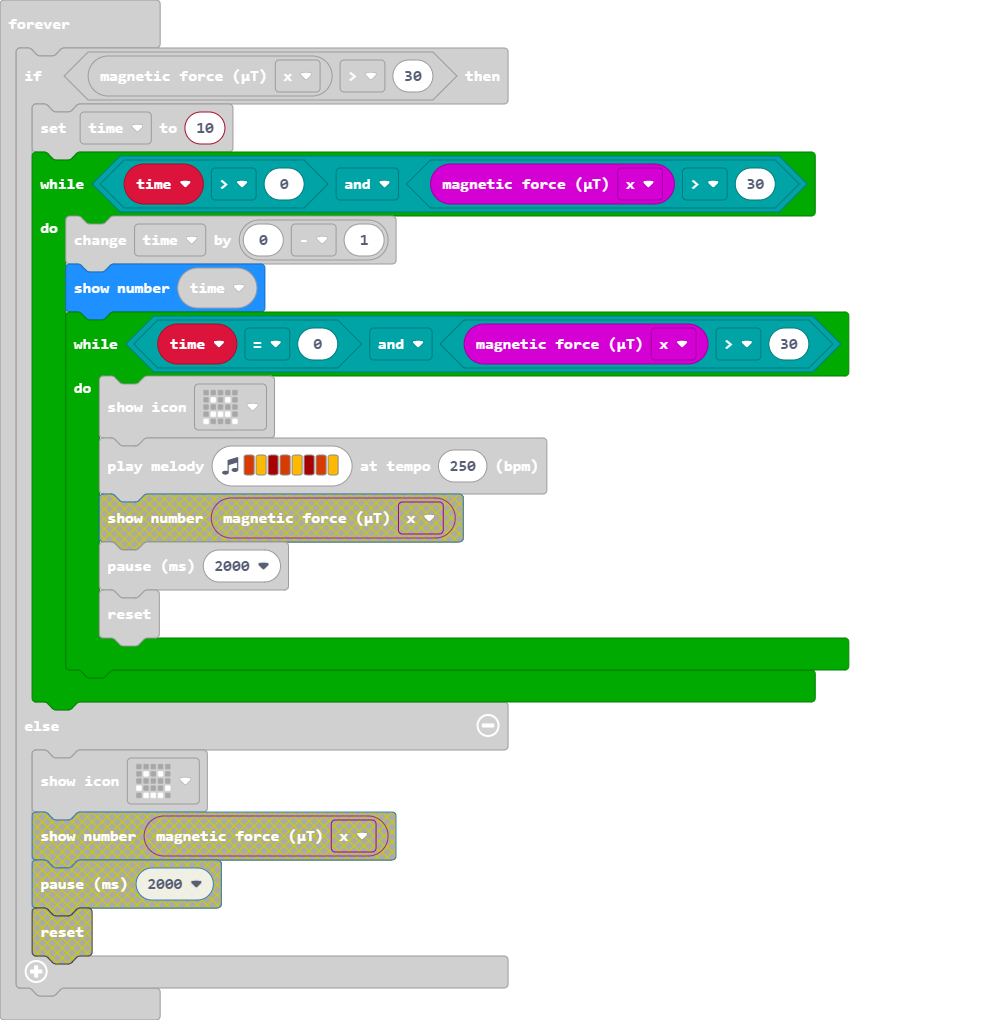 forever
if magnetic force (µT) x > 30 then
set time to 10
while time > 0 and magnetic force (µT) x > 30
do
change time by 0 - 1
show number time
while time = 0 and magnetic force (µT) x > 30
do
show icon
play melody at tempo 250 (bpm)
show number magnetic force (µT) x
pause (ms) 2000
reset
else
show icon
show number magnetic force (µT) x
pause (ms) 2000
reset